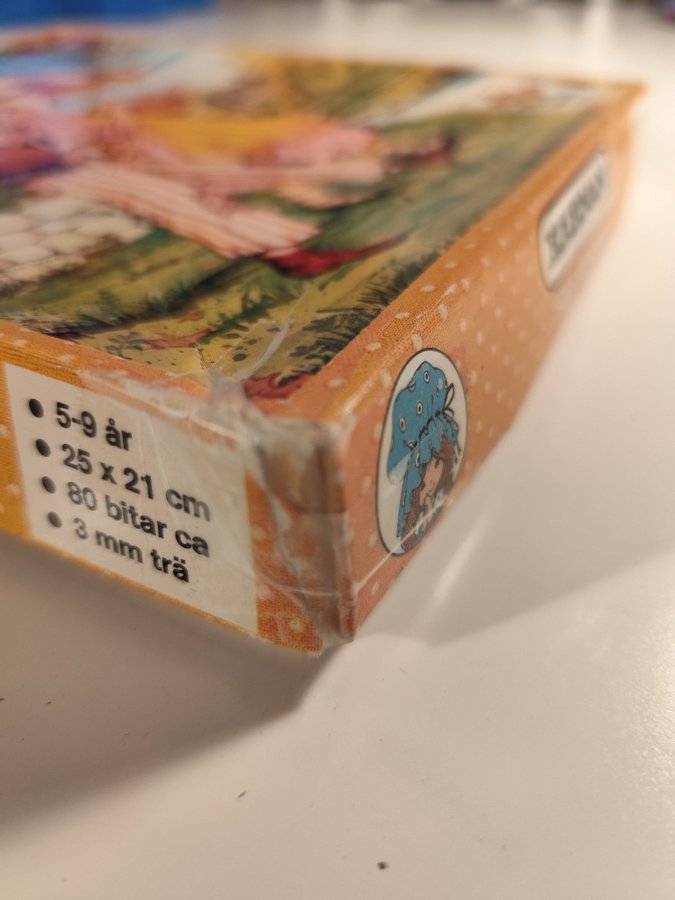 • 5-9 år
• 25 x 21 cm
• 80 bitar ca
• 3 mm trä